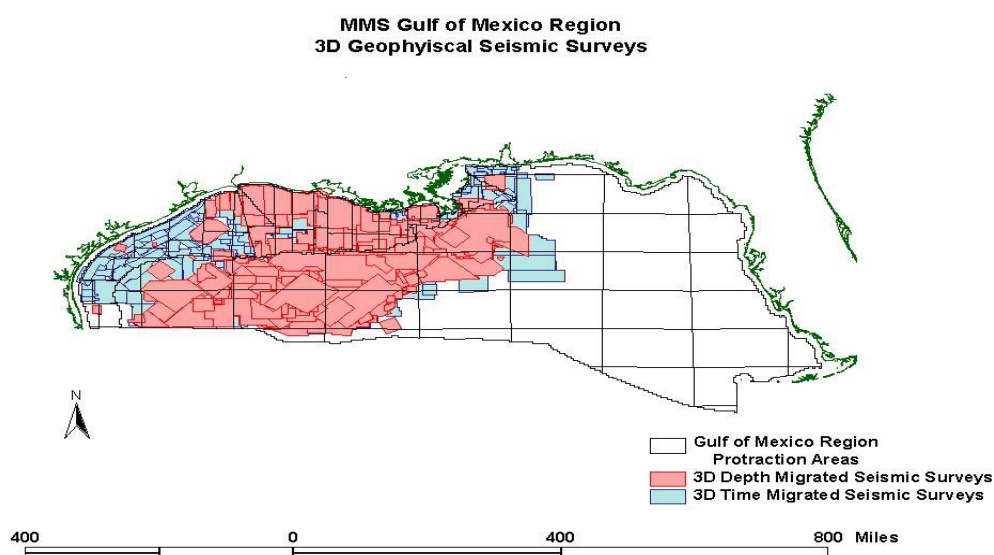 MMS Gulf of Mexico Region
3D Geophyiscal Seismic Surveys
N
Gulf of Mexico Region
Protraction Areas
3D Depth Migrated Seismic Surveys
3D Time Migrated Seismic Surveys
400 0 400 800 Miles